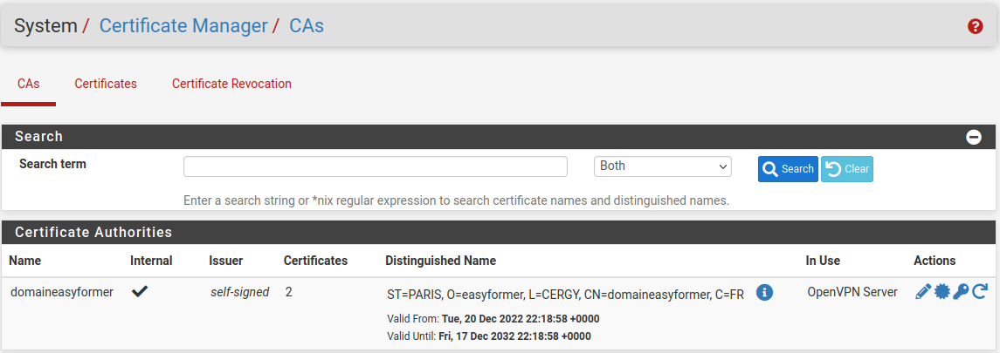 System / Certificate Manager / CAs
CAs Certificates Certificate Revocation
Search
Search term Both Search Clear
Enter a search string or *nix regular expression to search certificate names and distinguished names.
Certificate Authorities
Name Internal Issuer Certificates Distinguished Name In Use Actions
domaineasyformer self-signed 2 ST=PARIS, O=easyformer, L=CERGY, CN=domaineasyformer, C=FR OpenVPN Server
Valid From: Tue, 20 Dec 2022 22:18:58 +0000
Valid Until: Fri, 17 Dec 2032 22:18:58 +0000